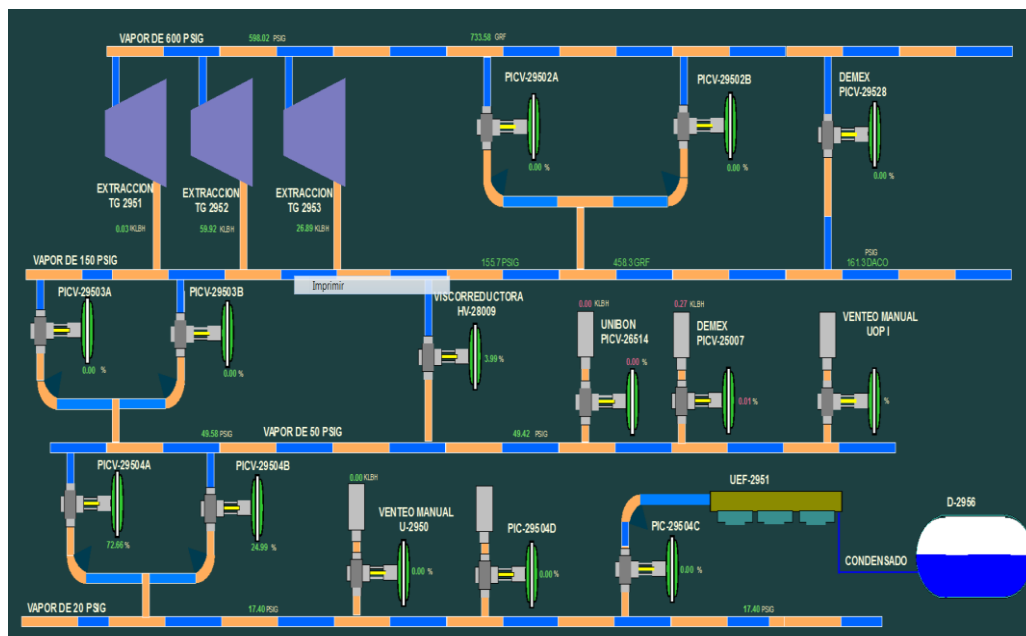 VAPOR DE 600 PSIG
598.02 PSIG
733.58 GRF
PICV-29502A
0.00 %
PICV-29502B
0.00 %
DEMEX
PICV-29528
0.00 %
EXTRACCION
TG 2951
0.03 KLBH
EXTRACCION
TG 2952
59.92 KLBH
EXTRACCION
TG 2953
26.89 KLBH
VAPOR DE 150 PSIG
155.7 PSIG
458.3 GRF
PSIG
161.3 DACO
Imprimir
PICV-29503A
0.00 %
PICV-29503B
0.00 %
VISCORREDUCTORA
HV-28009
3.99 %
0.00 KLBH
UNIBON
PICV-26514
0.00 %
0.27 KLBH
DEMEX
PICV-25007
0.01 %
VENTEO MANUAL
UOP I
%
VAPOR DE 50 PSIG
49.58 PSIG
49.42 PSIG
PICV-29504A
72.66 %
PICV-29504B
24.99 %
0.00 KLBH
VENTEO MANUAL
U-2950
0.00 %
PIC-29504D
0.00 %
PIC-29504C
0.00 %
UEF-2951
D-2956
CONDENSADO
VAPOR DE 20 PSIG
17.40 PSIG
17.40 PSIG